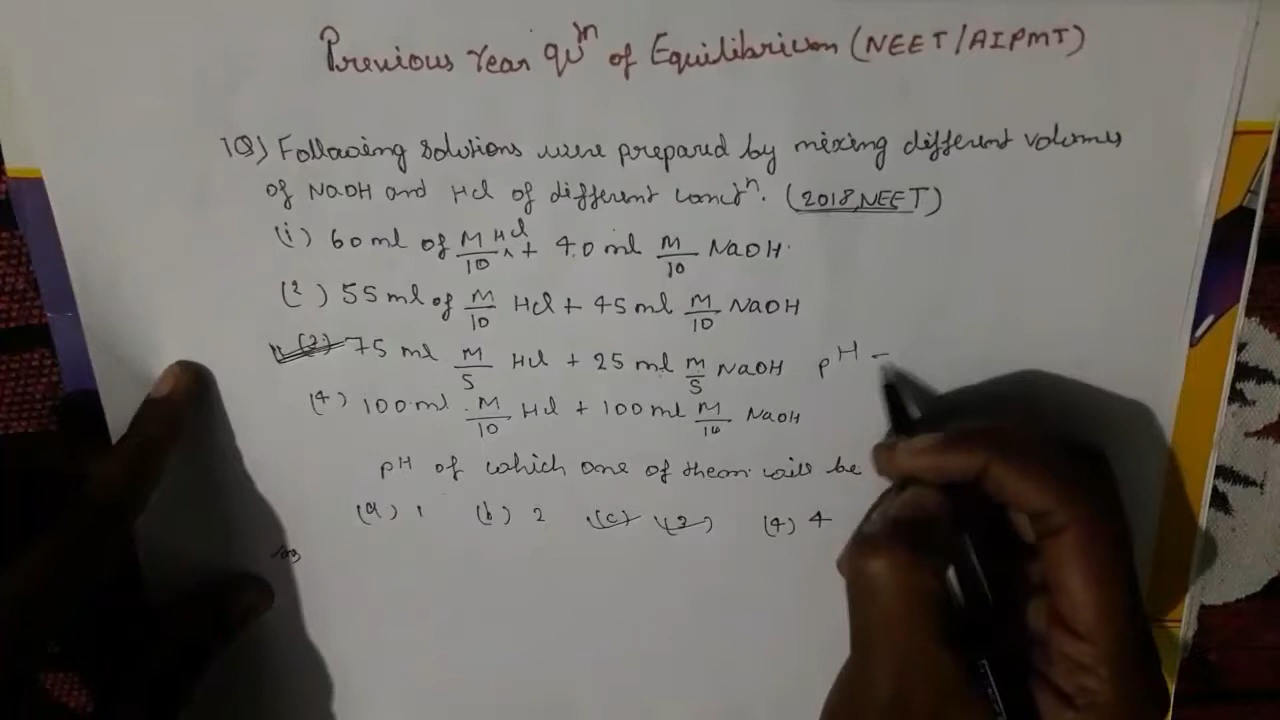 Previous Year quⁿ of Equilibrium (NEET/AIPMT)
1Q) Following solutions were prepared by mixing different volumes
of NaOH and Hcl of different concⁿ. (2018, NEET)
(i) 60 ml of M/10 Hcl + 40 ml M/10 NaOH.
(2) 55 ml of M/10 Hcl + 45 ml M/10 NaOH
(3) 75 ml M/5 Hcl + 25 ml M/5 NaOH pH -
(4) 100 ml M/10 Hcl + 100 ml M/10 NaOH
pH of which one of them will be
(a) 1 (b) 2 (c) (3) (4) 4